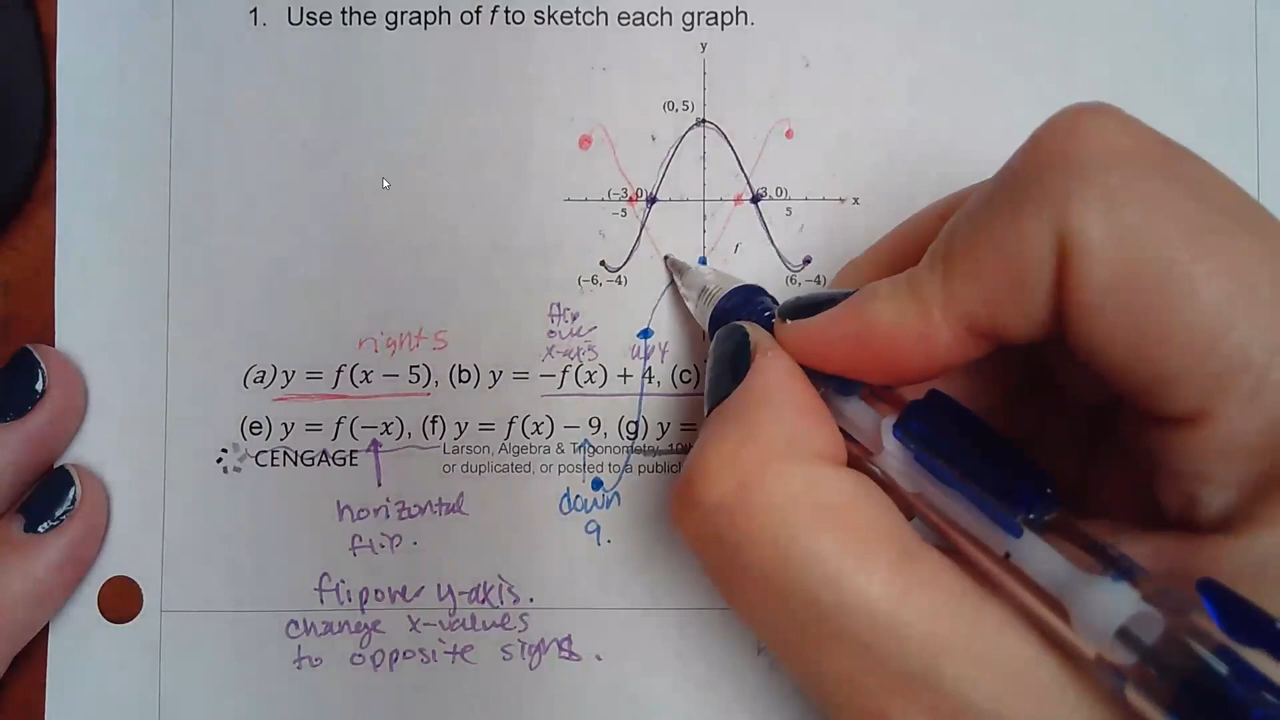 1. Use the graph of f to sketch each graph.
y
(0, 5)
5
(−3, 0) (3, 0) x
−5 5
f
(−6, −4) (6, −4)
flip
over
x-axis up 4
right 5
(a) y = f(x − 5), (b) y = −f(x) + 4, (c)
(e) y = f(−x), (f) y = f(x) − 9, (g) y =
CENGAGE
Larson, Algebra & Trigonometry, 10th
or duplicated, or posted to a publicl
horizontal
flip.
down
9.
flip over y-axis.
change x-values
to opposite signs.